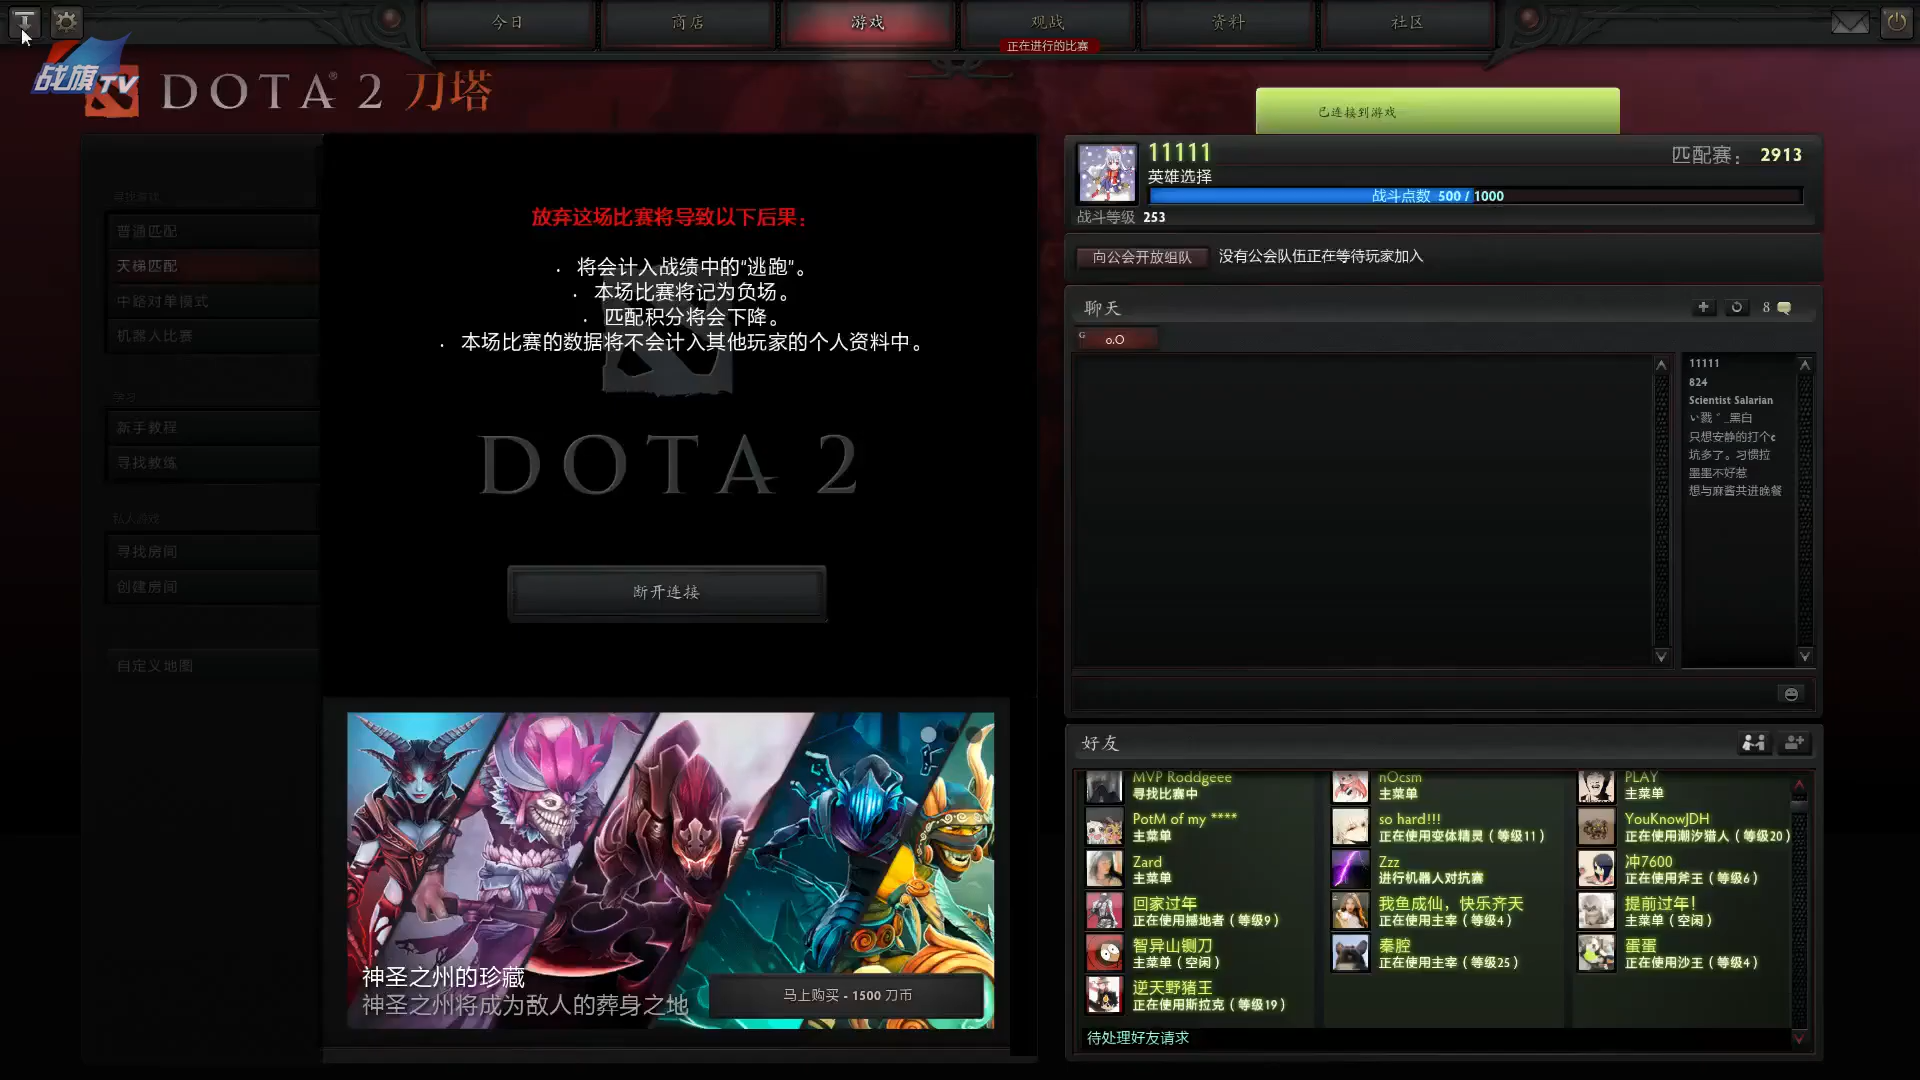 今日
商店
游戏
观战
资料
社区
正在进行的比赛
战旗TV
DOTA® 2 刀塔
已连接到游戏
寻找游戏
普通匹配
天梯匹配
中路对单模式
机器人比赛
学习
新手教程
寻找教练
私人游戏
寻找房间
创建房间
自定义地图
放弃这场比赛将导致以下后果：
· 将会计入战绩中的“逃跑”。
· 本场比赛将记为负场。
· 匹配积分将会下降。
· 本场比赛的数据将不会计入其他玩家的个人资料中。
DOTA 2
断开连接
神圣之州的珍藏
神圣之州将成为敌人的葬身之地
马上购买 - 1500 刀币
11111
匹配赛： 2913
英雄选择
战斗点数 500 / 1000
战斗等级 253
向公会开放组队
没有公会队伍正在等待玩家加入
聊天
8
G
o.O
11111
824
Scientist Salarian
只想安静的打个c
坑多了。习惯拉
墨墨不好惹
想与麻酱共进晚餐
好友
MVP Roddgeee
寻找比赛中
nOcsm
主菜单
PLAY
主菜单
PotM of my ****
主菜单
so hard!!!
正在使用变体精灵（等级11）
YouKnowJDH
正在使用潮汐猎人（等级20）
Zard
主菜单
Zzz
进行机器人对抗赛
冲7600
正在使用斧王（等级6）
回家过年
正在使用撼地者（等级9）
我鱼成仙，快乐齐天
正在使用主宰（等级4）
提前过年!
主菜单（空闲）
智异山铡刀
主菜单（空闲）
秦腔
正在使用主宰（等级25）
蛋蛋
正在使用沙王（等级4）
逆天野猪王
正在使用斯拉克（等级19）
待处理好友请求